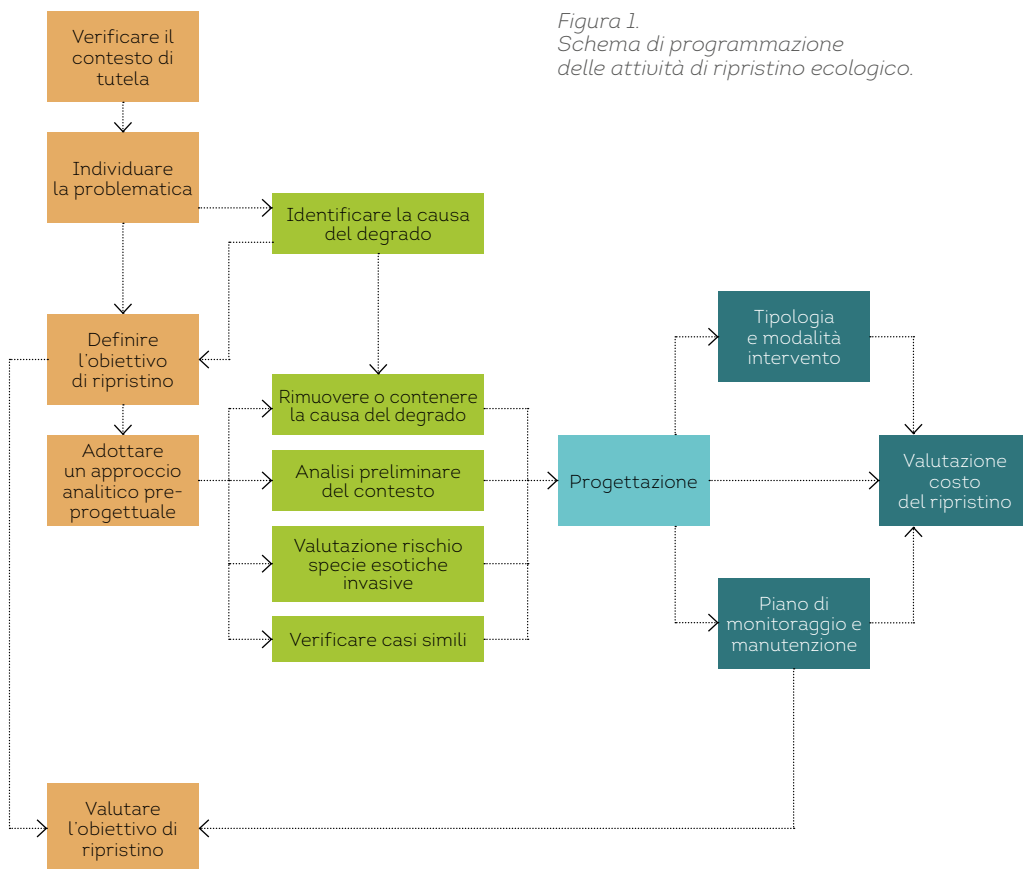 Figura 1.
Schema di programmazione
delle attività di ripristino ecologico.
Verificare il
contesto di
tutela
Individuare
la problematica
Identificare la causa
del degrado
Definire
l'obiettivo
di ripristino
Adottare
un approccio
analitico pre-
progettuale
Rimuovere o contenere
la causa del degrado
Analisi preliminare
del contesto
Valutazione rischio
specie esotiche
invasive
Verificare casi simili
Progettazione
Tipologia
e modalità
intervento
Piano di
monitoraggio e
manutenzione
Valutazione
costo
del ripristino
Valutare
l'obiettivo di
ripristino